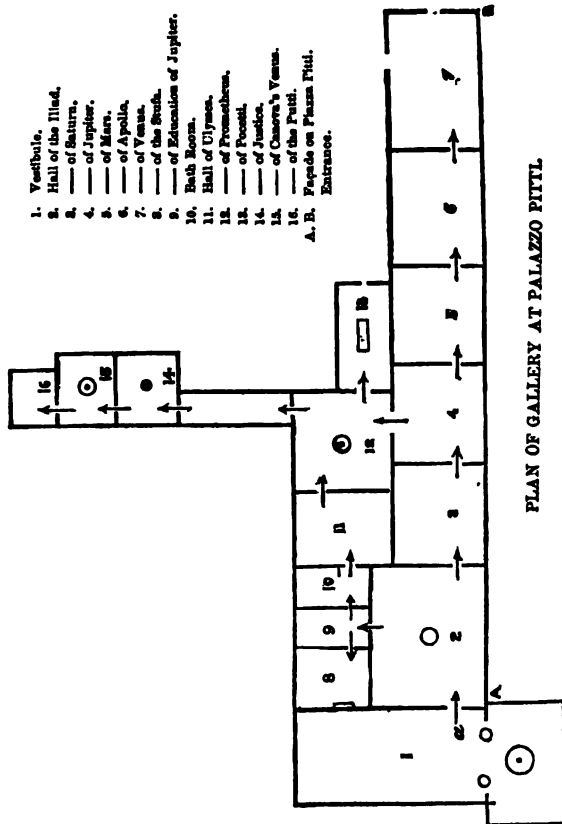 1. Vestibule.
2. Hall of the Iliad.
3. —— of Saturn.
4. —— of Jupiter.
5. —— of Mars.
6. —— of Apollo.
7. —— of Venus.
8. —— of the Stufa.
9. —— of Education of Jupiter.
10. Bath Room.
11. Hall of Ulysses.
12. —— of Prometheus.
13. —— of Pocetti.
14. —— of Justice.
15. —— of Canova's Venus.
16. —— of the Putti.
A. B. Façade on Piazza Pitti.
Entrance.
16
15
14
13
12
11
10
9
8
7
6
5
4
3
2
1
a
A
B
PLAN OF GALLERY AT PALAZZO PITTI.